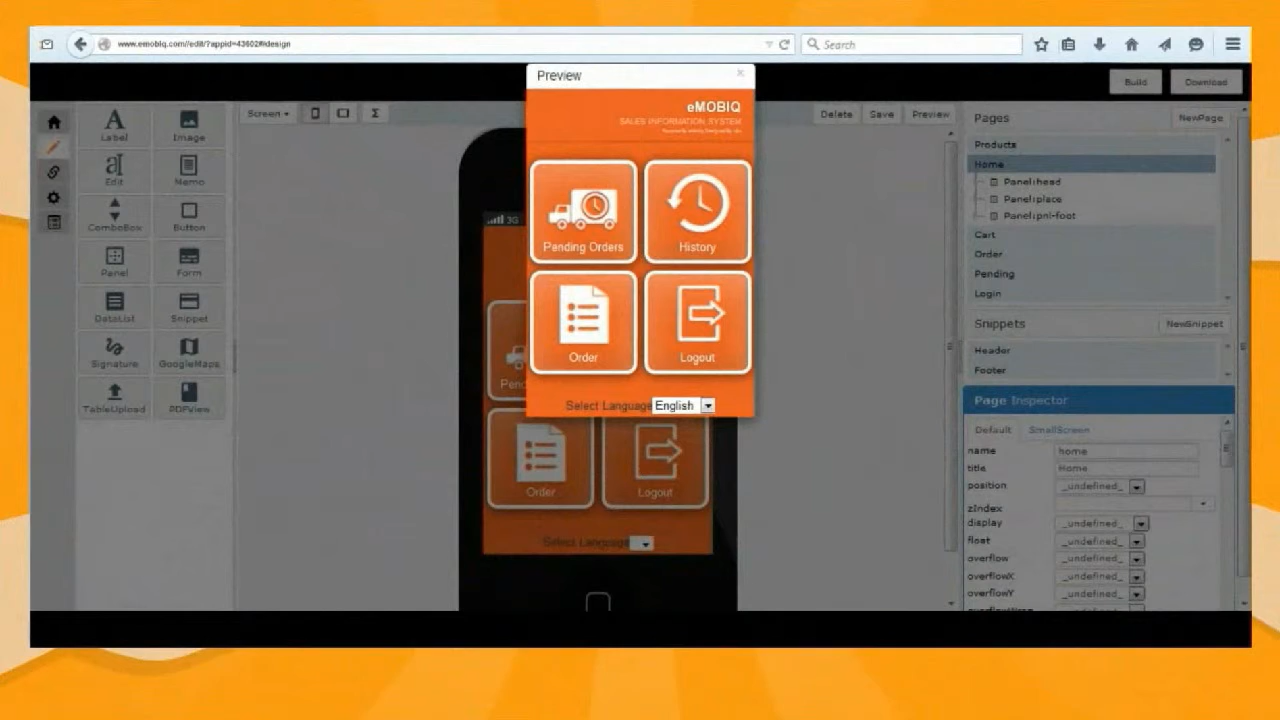 www.emobiq.com//edit/?appid=43602#/design
Search
Preview
Build
Download
Screen
Σ
Delete
Save
Preview
Label
Image
Edit
Memo
ComboBox
Button
Panel
Form
DataList
Snippet
Signature
GoogleMaps
TableUpload
PDFView
3G
eMOBIQ
SALES INFORMATION SYSTEM
Pending Orders
History
Order
Logout
Select Language English
Pend
Order
Logout
Select Language
Pages
NewPage
Products
Home
Panel:head
Panel:place
Panel:pnl-foot
Cart
Order
Pending
Login
Snippets
NewSnippet
Header
Footer
Page Inspector
Default
SmallScreen
name home
title Home
position _undefined_
zIndex
display _undefined_
float _undefined_
overflow _undefined_
overflowX _undefined_
overflowY _undefined_